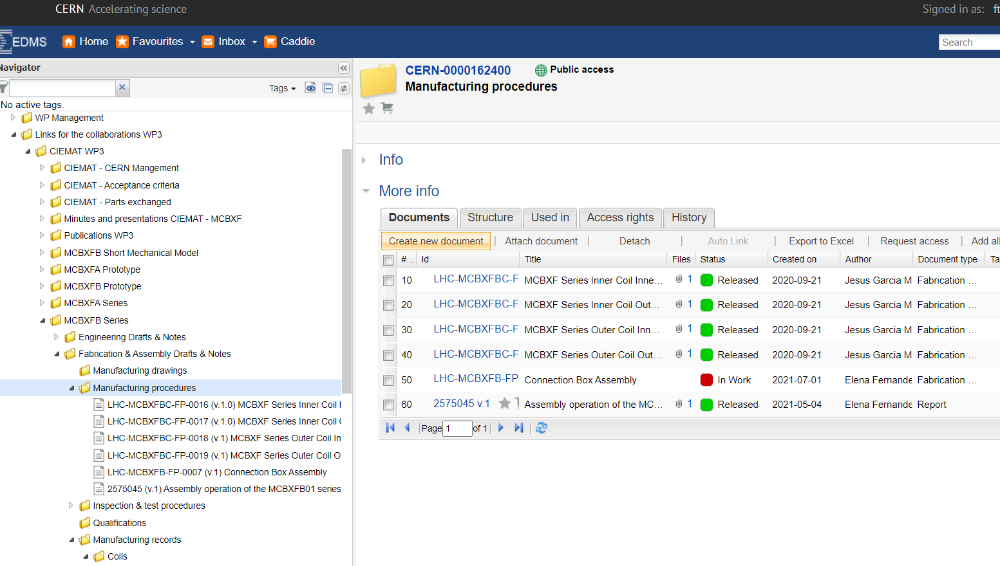 CERN Accelerating science
Signed in as:
EDMS Home Favourites Inbox Caddie
Search
Navigator
Tags
No active tags.
WP Management
Links for the collaborations WP3
CIEMAT WP3
CIEMAT - CERN Mangement
CIEMAT - Acceptance criteria
CIEMAT - Parts exchanged
Minutes and presentations CIEMAT - MCBXF
Publications WP3
MCBXFB Short Mechanical Model
MCBXFA Prototype
MCBXFB Prototype
MCBXFA Series
MCBXFB Series
Engineering Drafts & Notes
Fabrication & Assembly Drafts & Notes
Manufacturing drawings
Manufacturing procedures
LHC-MCBXFBC-FP-0016 (v.1.0) MCBXF Series Inner Coil I
LHC-MCBXFBC-FP-0017 (v.1.0) MCBXF Series Inner Coil
LHC-MCBXFBC-FP-0018 (v.1) MCBXF Series Outer Coil In
LHC-MCBXFBC-FP-0019 (v.1) MCBXF Series Outer Coil O
LHC-MCBXFB-FP-0007 (v.1) Connection Box Assembly
2575045 (v.1) Assembly operation of the MCBXFB01 series
Inspection & test procedures
Qualifications
Manufacturing records
Coils
CERN-0000162400 Public access
Manufacturing procedures
Info
More info
Documents Structure Used in Access rights History
Create new document | Attach document | Detach | Auto Link | Export to Excel | Request access | Add all
#... Id Title Files Status Created on Author Document type Ta
10 LHC-MCBXFBC-F MCBXF Series Inner Coil Inne... 1 Released 2020-09-21 Jesus Garcia M Fabrication ...
20 LHC-MCBXFBC-F MCBXF Series Inner Coil Out... 1 Released 2020-09-21 Jesus Garcia M Fabrication ...
30 LHC-MCBXFBC-F MCBXF Series Outer Coil Inn... 1 Released 2020-09-21 Jesus Garcia M Fabrication ...
40 LHC-MCBXFBC-F MCBXF Series Outer Coil Out... 1 Released 2020-09-21 Jesus Garcia M Fabrication ...
50 LHC-MCBXFB-FP Connection Box Assembly In Work 2021-07-01 Elena Fernande Fabrication ...
60 2575045 v.1 Assembly operation of the MC... 1 Released 2021-05-04 Elena Fernande Report
Page 1 of 1